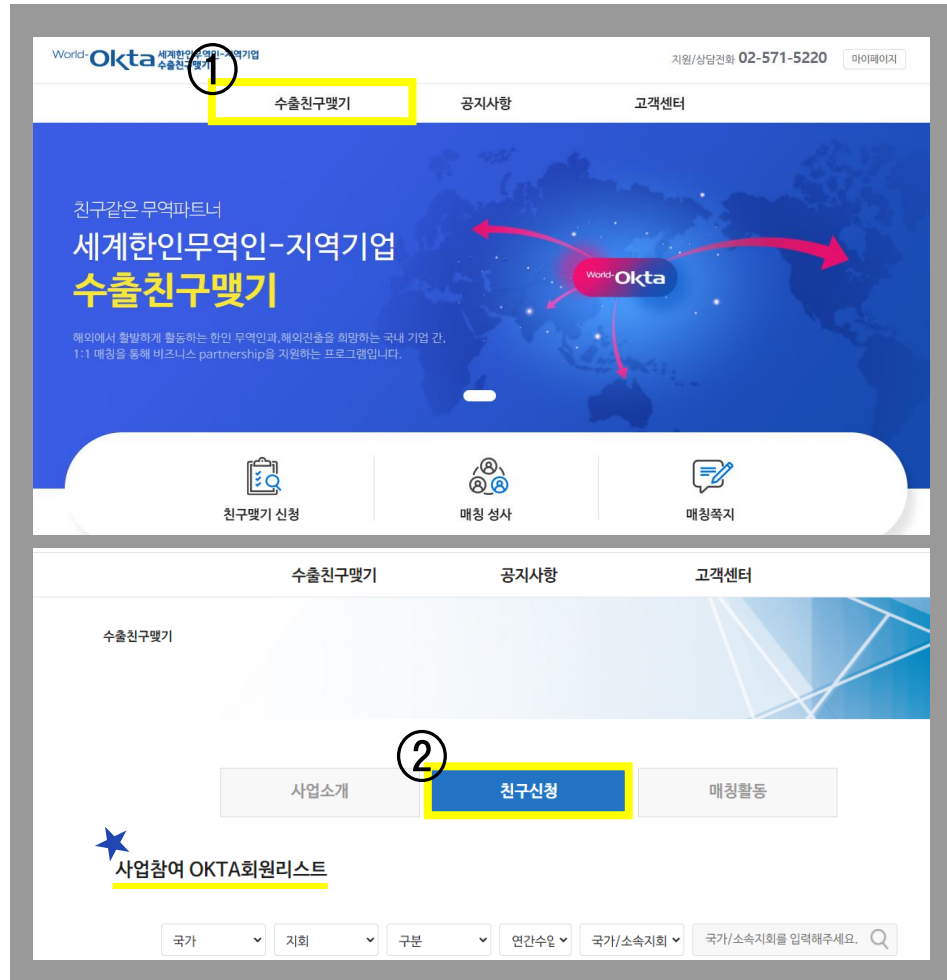 World-Okta 세계한인무역인-지역기업
수출친구맺기
지원/상담전화 02-571-5220 마이페이지
①
수출친구맺기 공지사항 고객센터
친구같은 무역파트너
세계한인무역인-지역기업
수출친구맺기
World-Okta
해외에서 활발하게 활동하는 한인 무역인과,해외진출을 희망하는 국내 기업 간,
1:1 매칭을 통해 비즈니스 partnership을 지원하는 프로그램입니다.
친구맺기 신청 매칭 성사 매칭쪽지
수출친구맺기 공지사항 고객센터
수출친구맺기
②
사업소개 친구신청 매칭활동
사업참여 OKTA회원리스트
국가 지회 구분 연간수입 국가/소속지회 국가/소속지회를 입력해주세요.